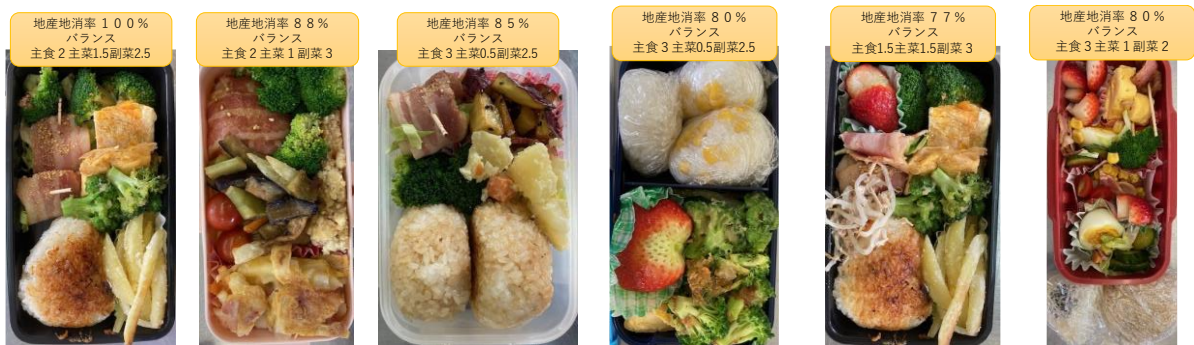 地産地消率１００％
バランス
主食２主菜1.5副菜2.5
地産地消率８８％
バランス
主食２主菜１副菜３
地産地消率８５％
バランス
主食３主菜0.5副菜2.5
地産地消率８０％
バランス
主食３主菜0.5副菜2.5
地産地消率７７％
バランス
主食1.5主菜1.5副菜３
地産地消率８０％
バランス
主食３主菜１副菜２